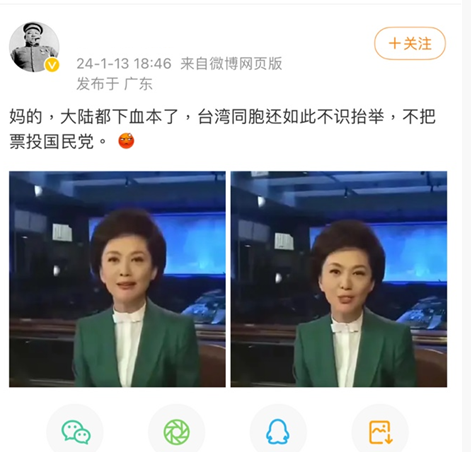 24-1-13 18:46 来自微博网页版
+关注
发布于 广东
妈的，大陆都下血本了，台湾同胞还如此不识抬举，不把
票投国民党。